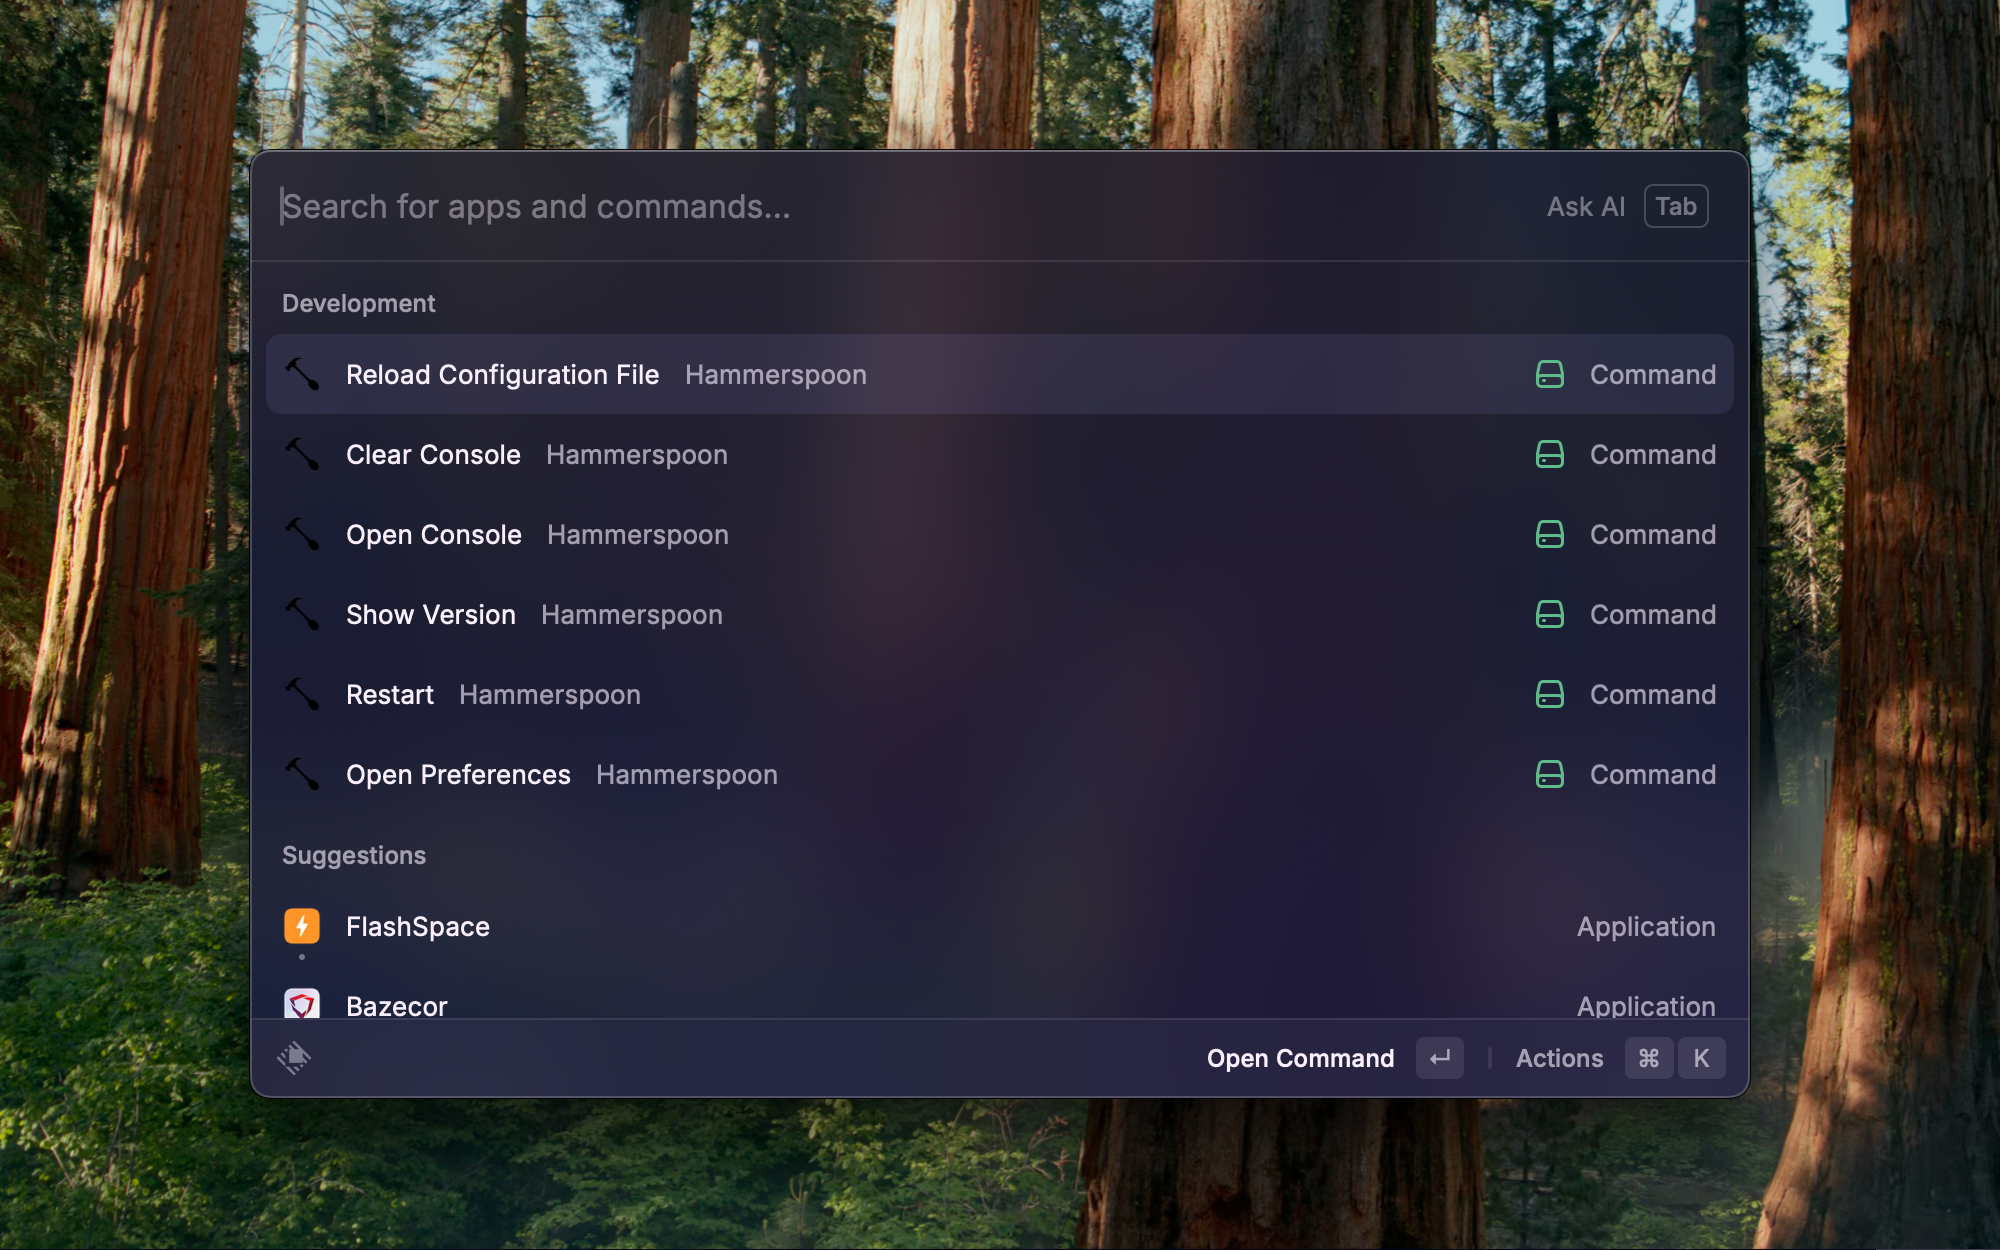 Search for apps and commands...
Ask AI Tab
Development
Reload Configuration File Hammerspoon Command
Clear Console Hammerspoon Command
Open Console Hammerspoon Command
Show Version Hammerspoon Command
Restart Hammerspoon Command
Open Preferences Hammerspoon Command
Suggestions
FlashSpace Application
Bazecor Application
Open Command ↵ Actions ⌘ K